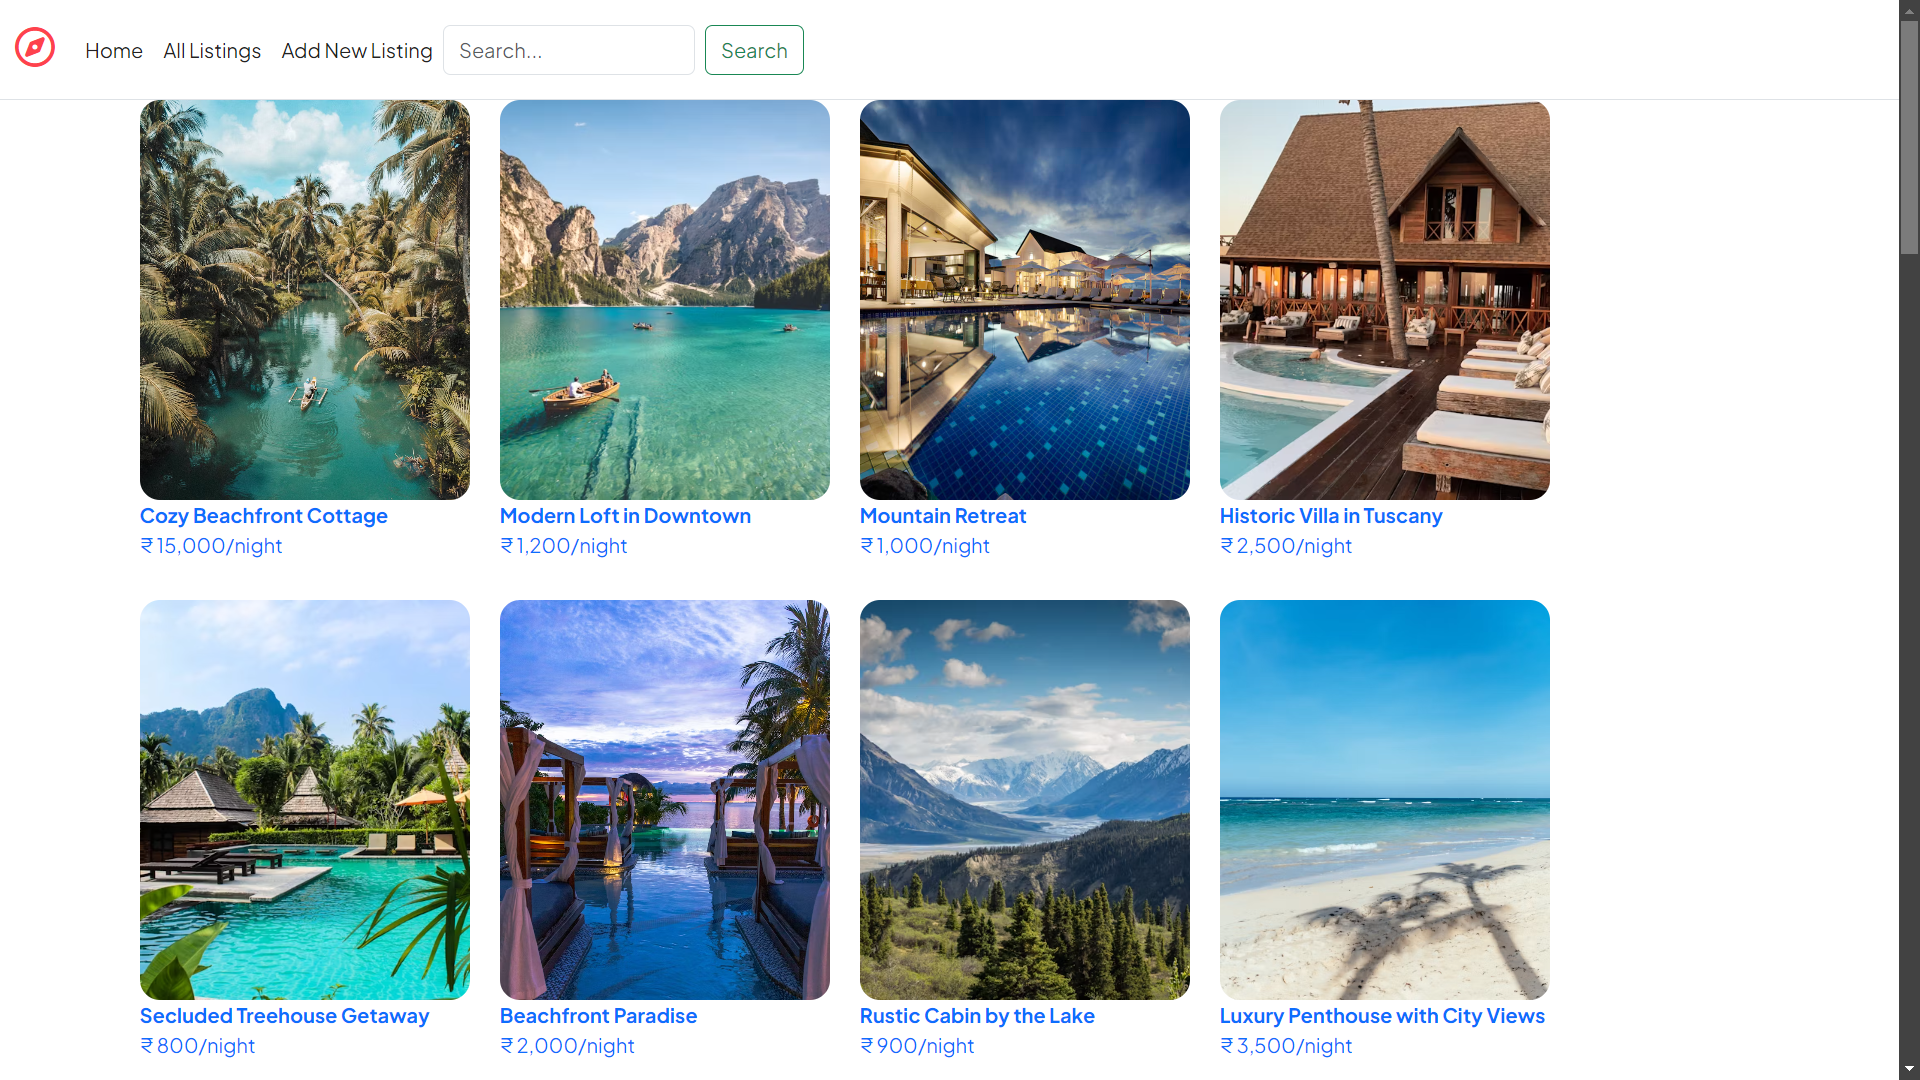 Home All Listings Add New Listing Search... Search
Cozy Beachfront Cottage
₹15,000/night
Modern Loft in Downtown
₹1,200/night
Mountain Retreat
₹1,000/night
Historic Villa in Tuscany
₹2,500/night
Secluded Treehouse Getaway
₹800/night
Beachfront Paradise
₹2,000/night
Rustic Cabin by the Lake
₹900/night
Luxury Penthouse with City Views
₹3,500/night